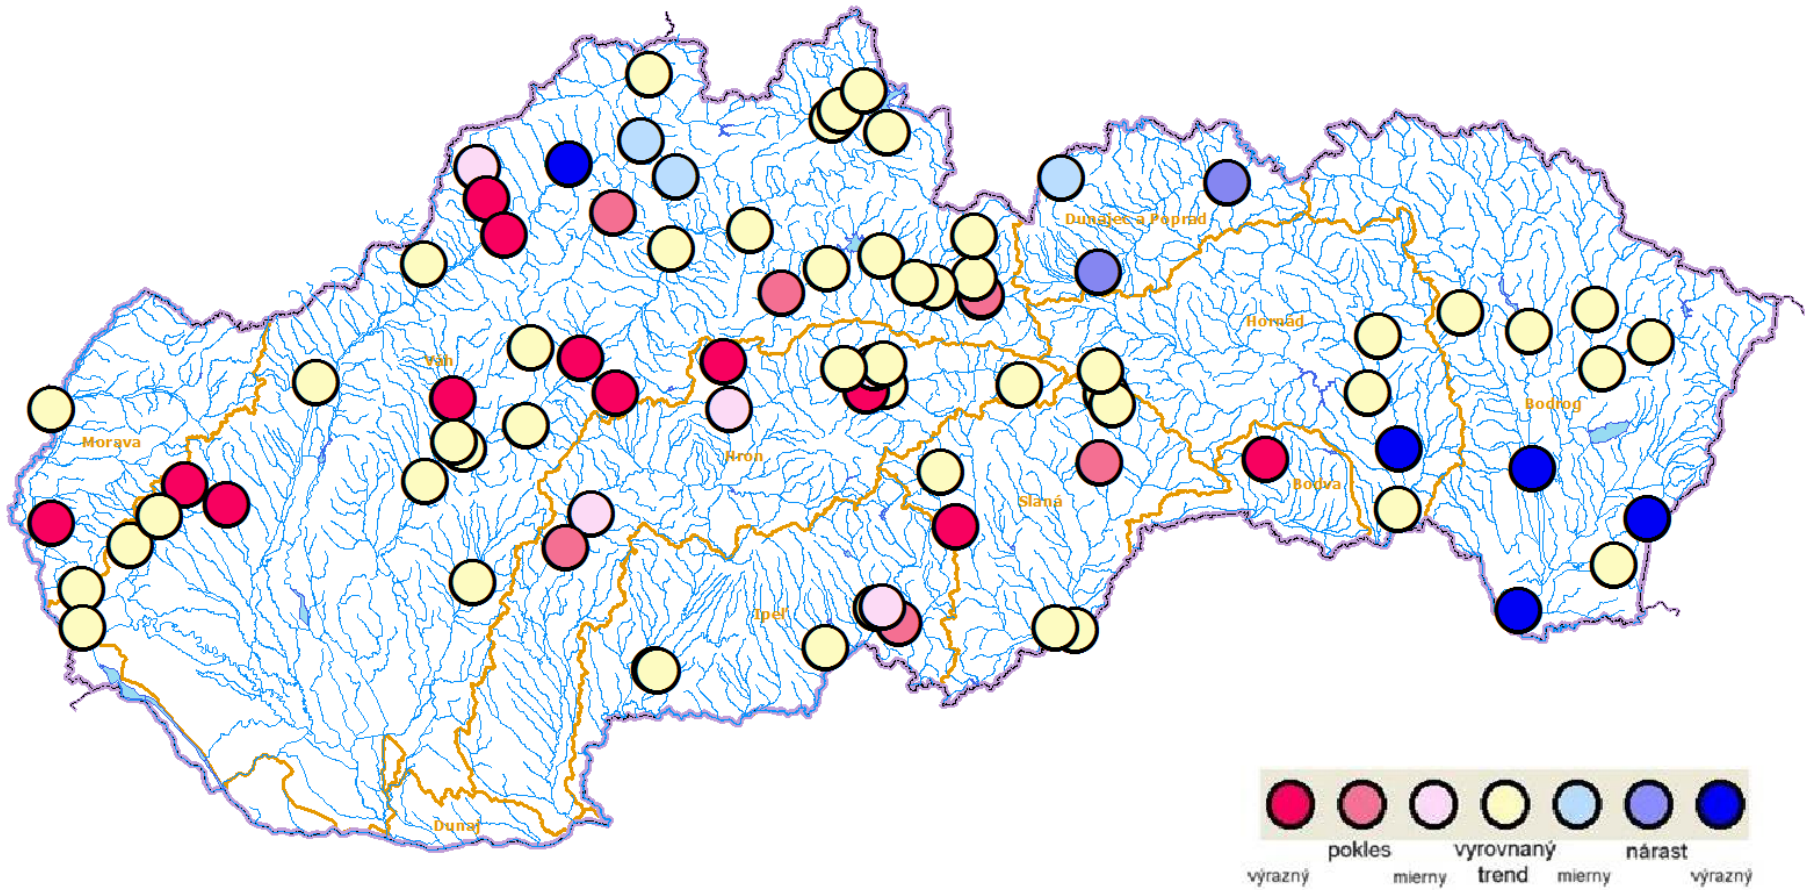 Dunajec a Poprad
Hornád
Váh
Bodrog
Morava
Hron
Bodva
Slaná
Ipeľ
Dunaj
pokles vyrovnaný nárast
výrazný mierny trend mierny výrazný